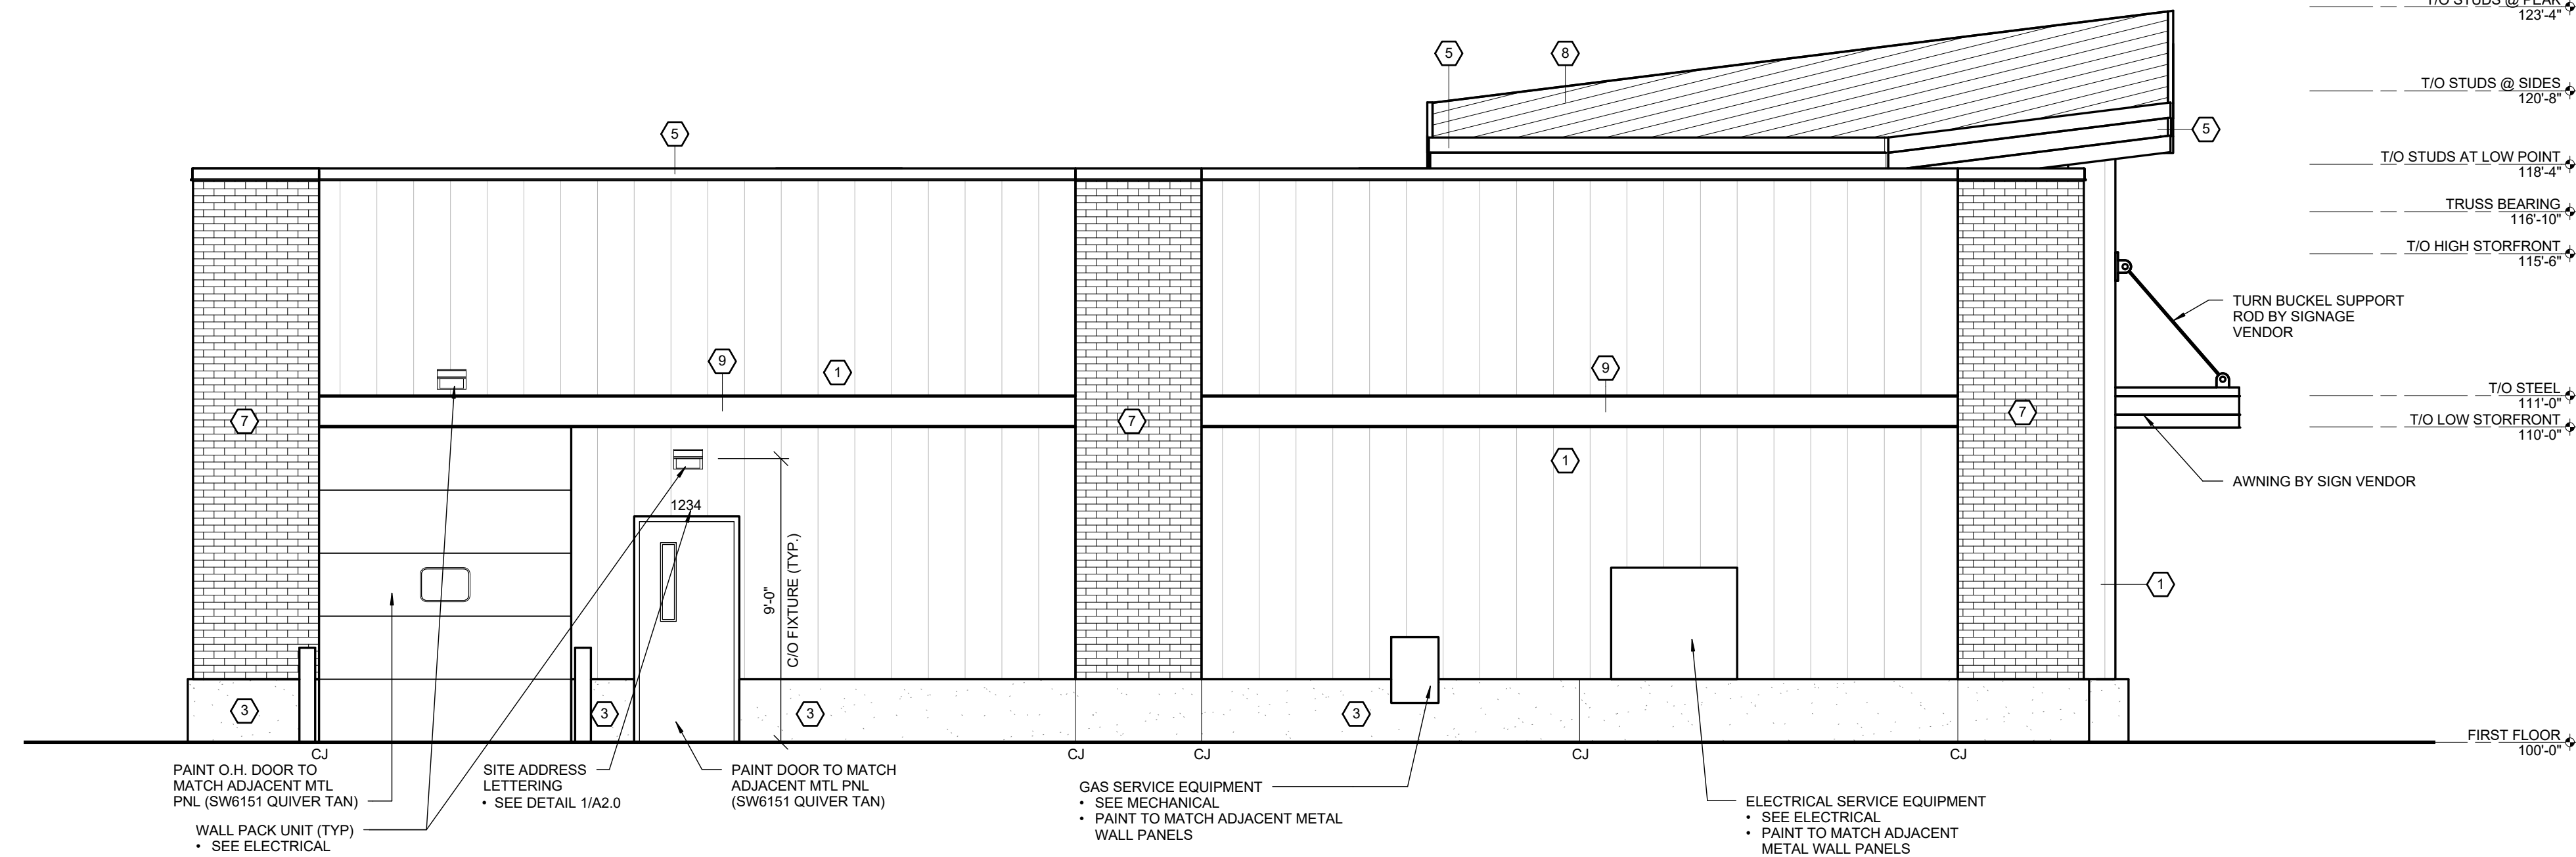 T/O STUDS @ PEAK
123'-4"
5
8
T/O STUDS @ SIDES
120'-8"
5
5
T/O STUDS AT LOW POINT
118'-4"
TRUSS BEARING
116'-10"
T/O HIGH STORFRONT
115'-6"
TURN BUCKEL SUPPORT
ROD BY SIGNAGE
VENDOR
9
1
9
T/O STEEL
111'-0"
7
7
7
T/O LOW STORFRONT
110'-0"
1
AWNING BY SIGN VENDOR
1234
9'-0"
C/O FIXTURE (TYP.)
1
3
3
3
3
FIRST FLOOR
100'-0"
CJ
CJ
CJ
CJ
CJ
PAINT O.H. DOOR TO
MATCH ADJACENT MTL
PNL (SW6151 QUIVER TAN)
SITE ADDRESS
LETTERING
• SEE DETAIL 1/A2.0
PAINT DOOR TO MATCH
ADJACENT MTL PNL
(SW6151 QUIVER TAN)
GAS SERVICE EQUIPMENT
• SEE MECHANICAL
• PAINT TO MATCH ADJACENT METAL
WALL PANELS
ELECTRICAL SERVICE EQUIPMENT
• SEE ELECTRICAL
• PAINT TO MATCH ADJACENT
METAL WALL PANELS
WALL PACK UNIT (TYP)
• SEE ELECTRICAL